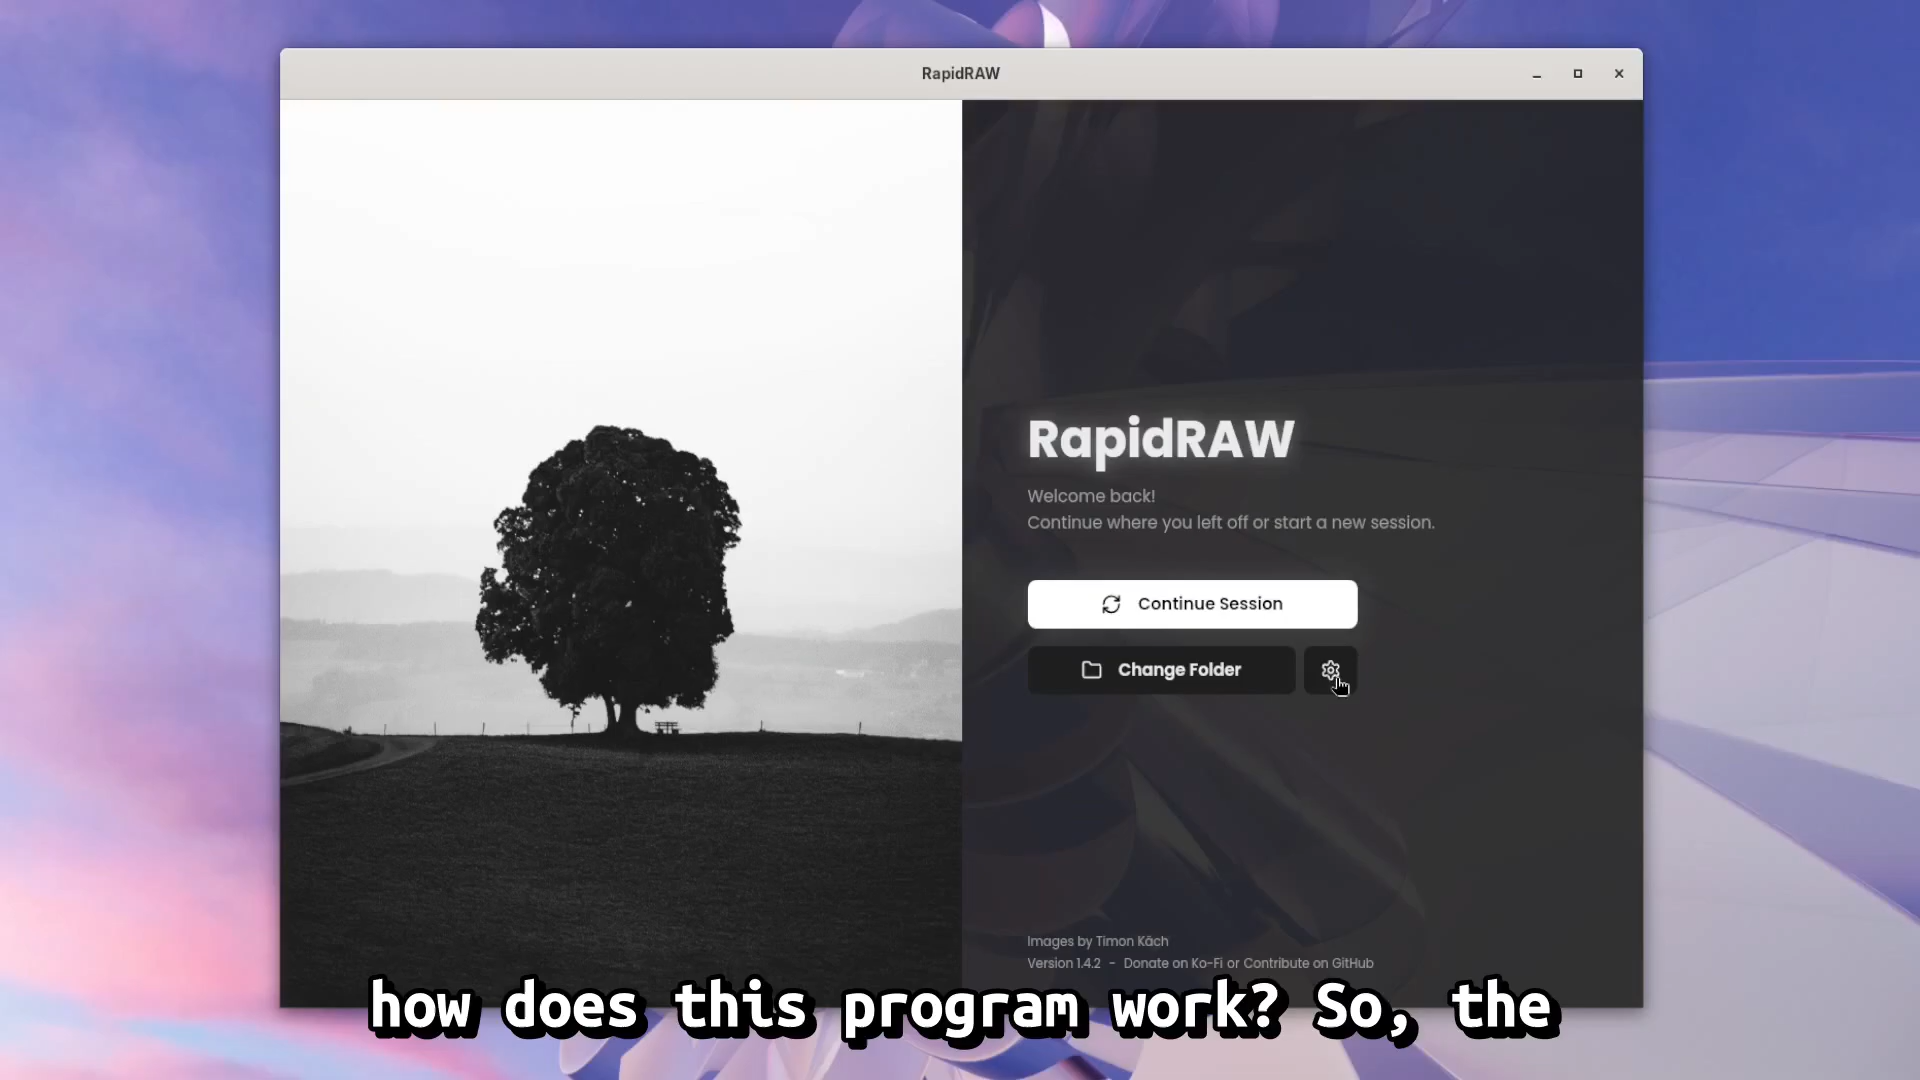 RapidRAW
RapidRAW
Welcome back!
Continue where you left off or start a new session.
Continue Session
Change Folder
Images by Timon Käch
Version 1.4.2 - Donate on Ko-Fi or Contribute on GitHub
how does this program work? So, the